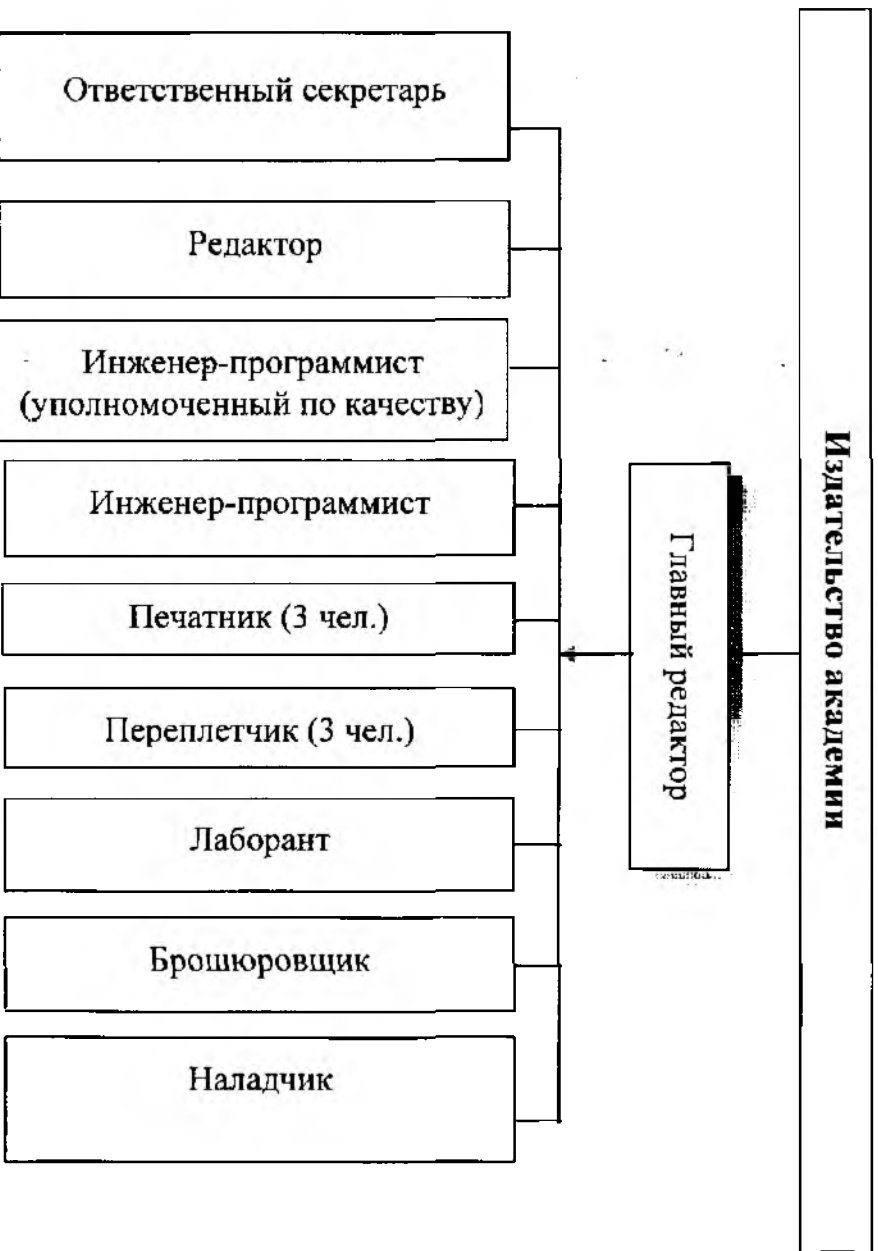 Издательство академии
Главный редактор
Ответственный секретарь
Редактор
Инженер-программист
(уполномоченный по качеству)
Инженер-программист
Печатник (3 чел.)
Переплетчик (3 чел.)
Лаборант
Брошюровщик
Наладчик